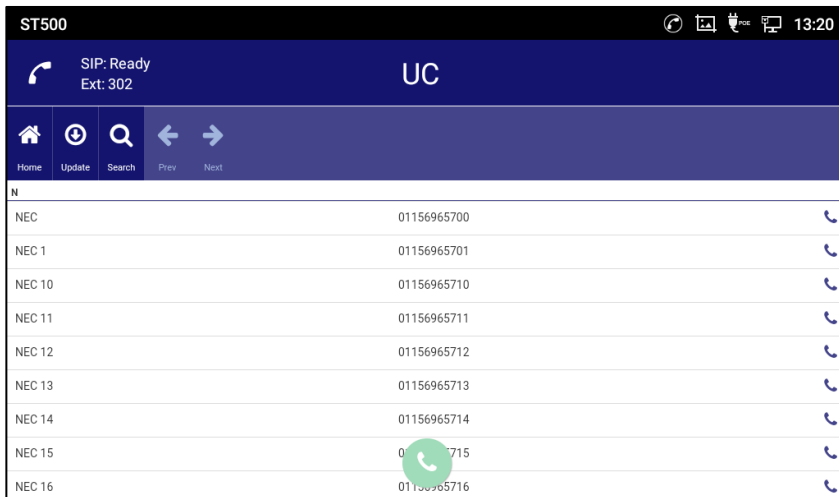 ST500 POE 13:20
SIP: Ready
Ext: 302
UC
Home Update Search Prev Next
N
NEC 01156965700
NEC 1 01156965701
NEC 10 01156965710
NEC 11 01156965711
NEC 12 01156965712
NEC 13 01156965713
NEC 14 01156965714
NEC 15
NEC 16